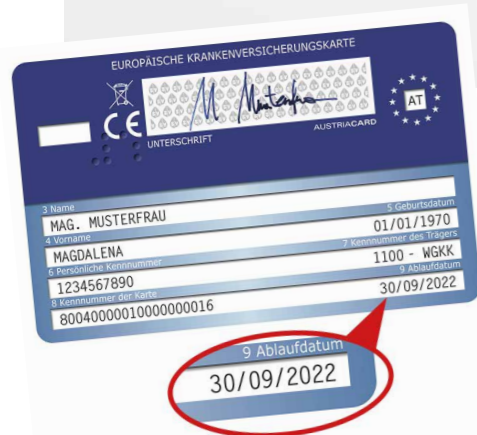 EUROPÄISCHE KRANKENVERSICHERUNGSKARTE
CE
M Musterfrau
UNTERSCHRIFT
AUSTRIACARD
AT
3 Name
MAG. MUSTERFRAU
5 Geburtsdatum
4 Vorname
MAGDALENA
01/01/1970
6 Persönliche Kennnummer
7 Kennnummer des Trägers
1234567890
1100 - WGKK
8 Kennnummer der Karte
9 Ablaufdatum
80040000010000000016
30/09/2022
9 Ablaufdatum
30/09/2022